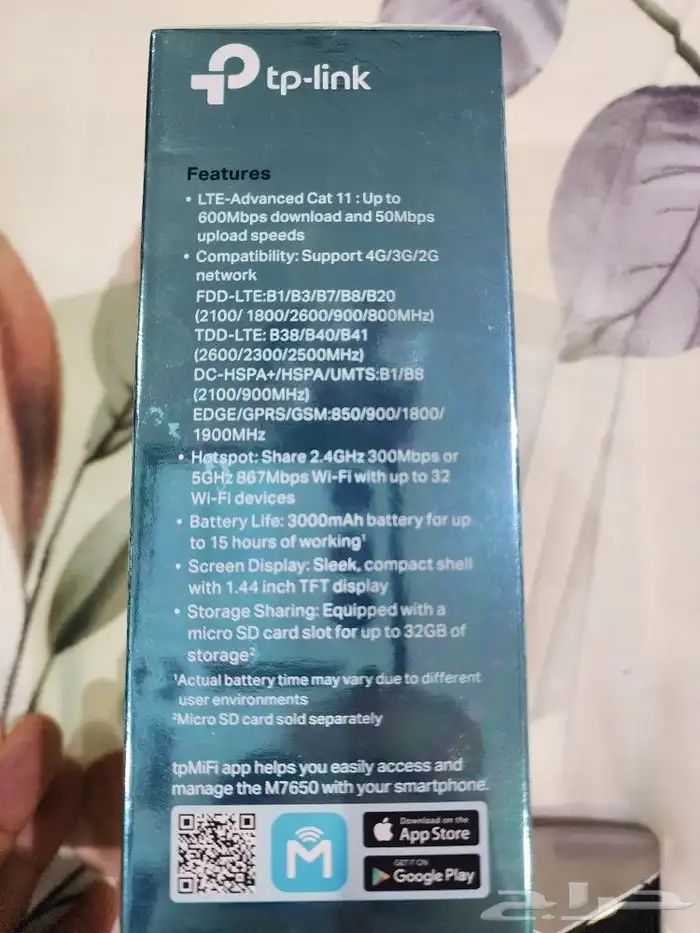 tp-link
Features
• LTE-Advanced Cat 11 : Up to
600Mbps download and 50Mbps
upload speeds
• Compatibility: Support 4G/3G/2G
network
FDD-LTE:B1/B3/B7/B8/B20
(2100/ 1800/2600/900/800MHz)
TDD-LTE: B38/B40/B41
(2600/2300/2500MHz)
DC-HSPA+/HSPA/UMTS:B1/B8
(2100/900MHz)
EDGE/GPRS/GSM:850/900/1800/
1900MHz
• Hotspot: Share 2.4GHz 300Mbps or
5GHz 867Mbps Wi-Fi with up to 32
Wi-Fi devices
• Battery Life: 3000mAh battery for up
to 15 hours of working¹
• Screen Display: Sleek, compact shell
with 1.44 inch TFT display
• Storage Sharing: Equipped with a
micro SD card slot for up to 32GB of
storage²
¹Actual battery time may vary due to different
user environments
²Micro SD card sold separately
tpMiFi app helps you easily access and
manage the M7650 with your smartphone.
M
Download on the
App Store
GET IT ON
Google Play
حراج